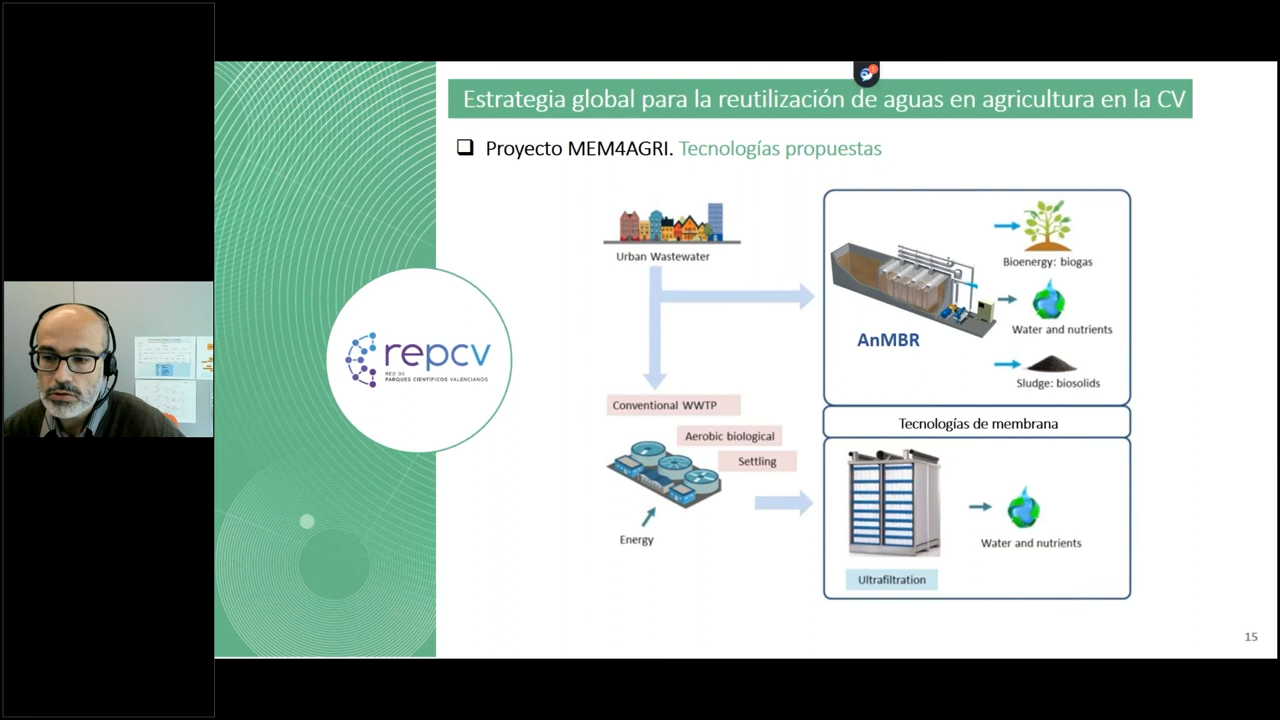 Estrategia global para la reutilización de aguas en agricultura en la CV
Proyecto MEM4AGRI. Tecnologías propuestas
Urban Wastewater
Bioenergy: biogas
Water and nutrients
AnMBR
Sludge: biosolids
repcv
RED DE
PARQUES CIENTÍFICOS VALENCIANOS
Conventional WWTP
Tecnologías de membrana
Aerobic biological
Settling
Energy
Water and nutrients
Ultrafiltration
15